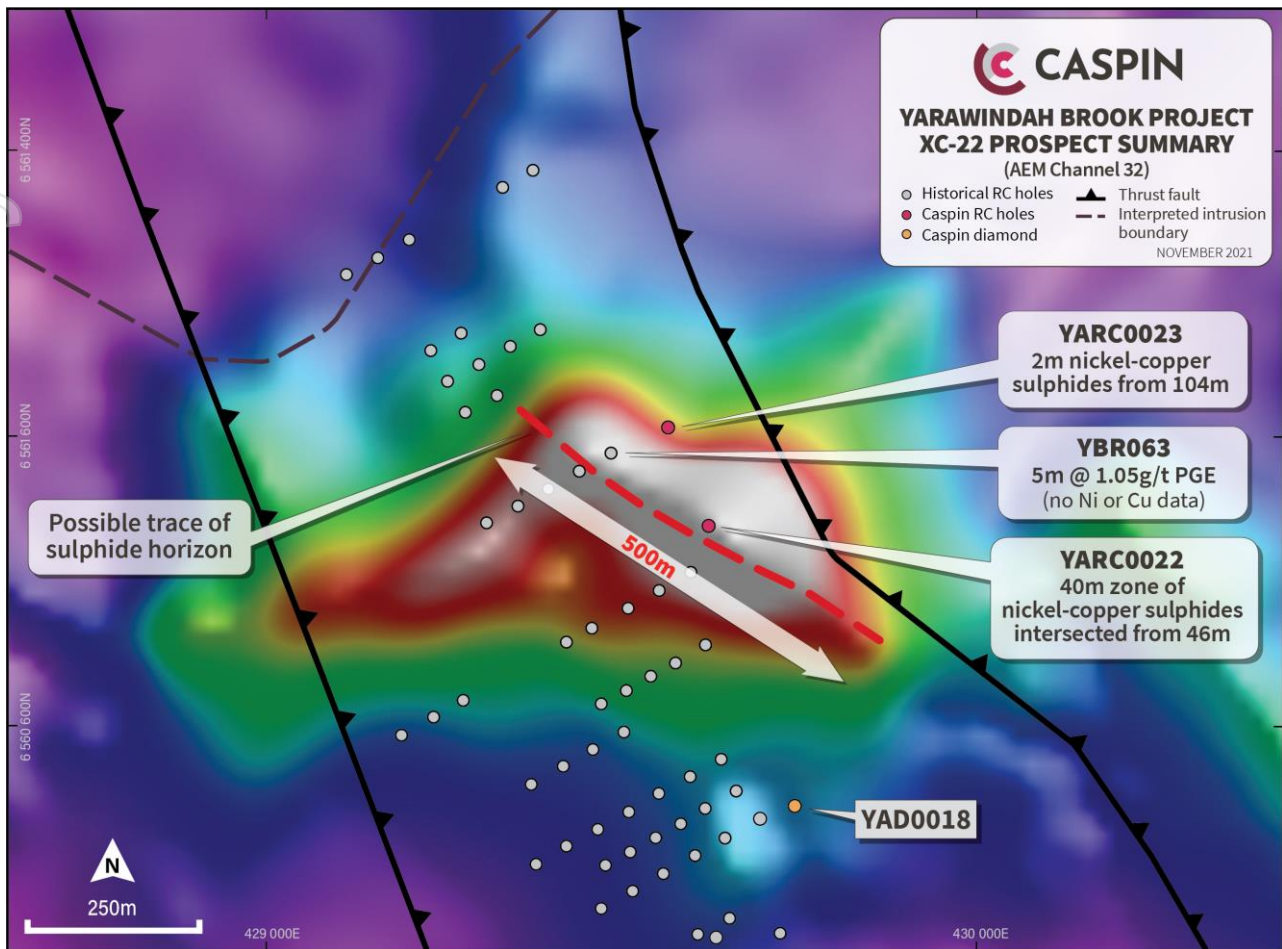 CASPIN
YARAWINDAH BROOK PROJECT
XC-22 PROSPECT SUMMARY
(AEM Channel 32)
Historical RC holes
Thrust fault
Caspin RC holes
Interpreted intrusion
boundary
Caspin diamond
NOVEMBER 2021
6 561 400N
YARC0023
2m nickel-copper
sulphides from 104m
6 561 600N
YBR063
5m @ 1.05g/t PGE
(no Ni or Cu data)
Possible trace of
sulphide horizon
500m
YARC0022
40m zone of
nickel-copper sulphides
intersected from 46m
6 560 600N
YAD0018
N
250m
429 000E
430 000E